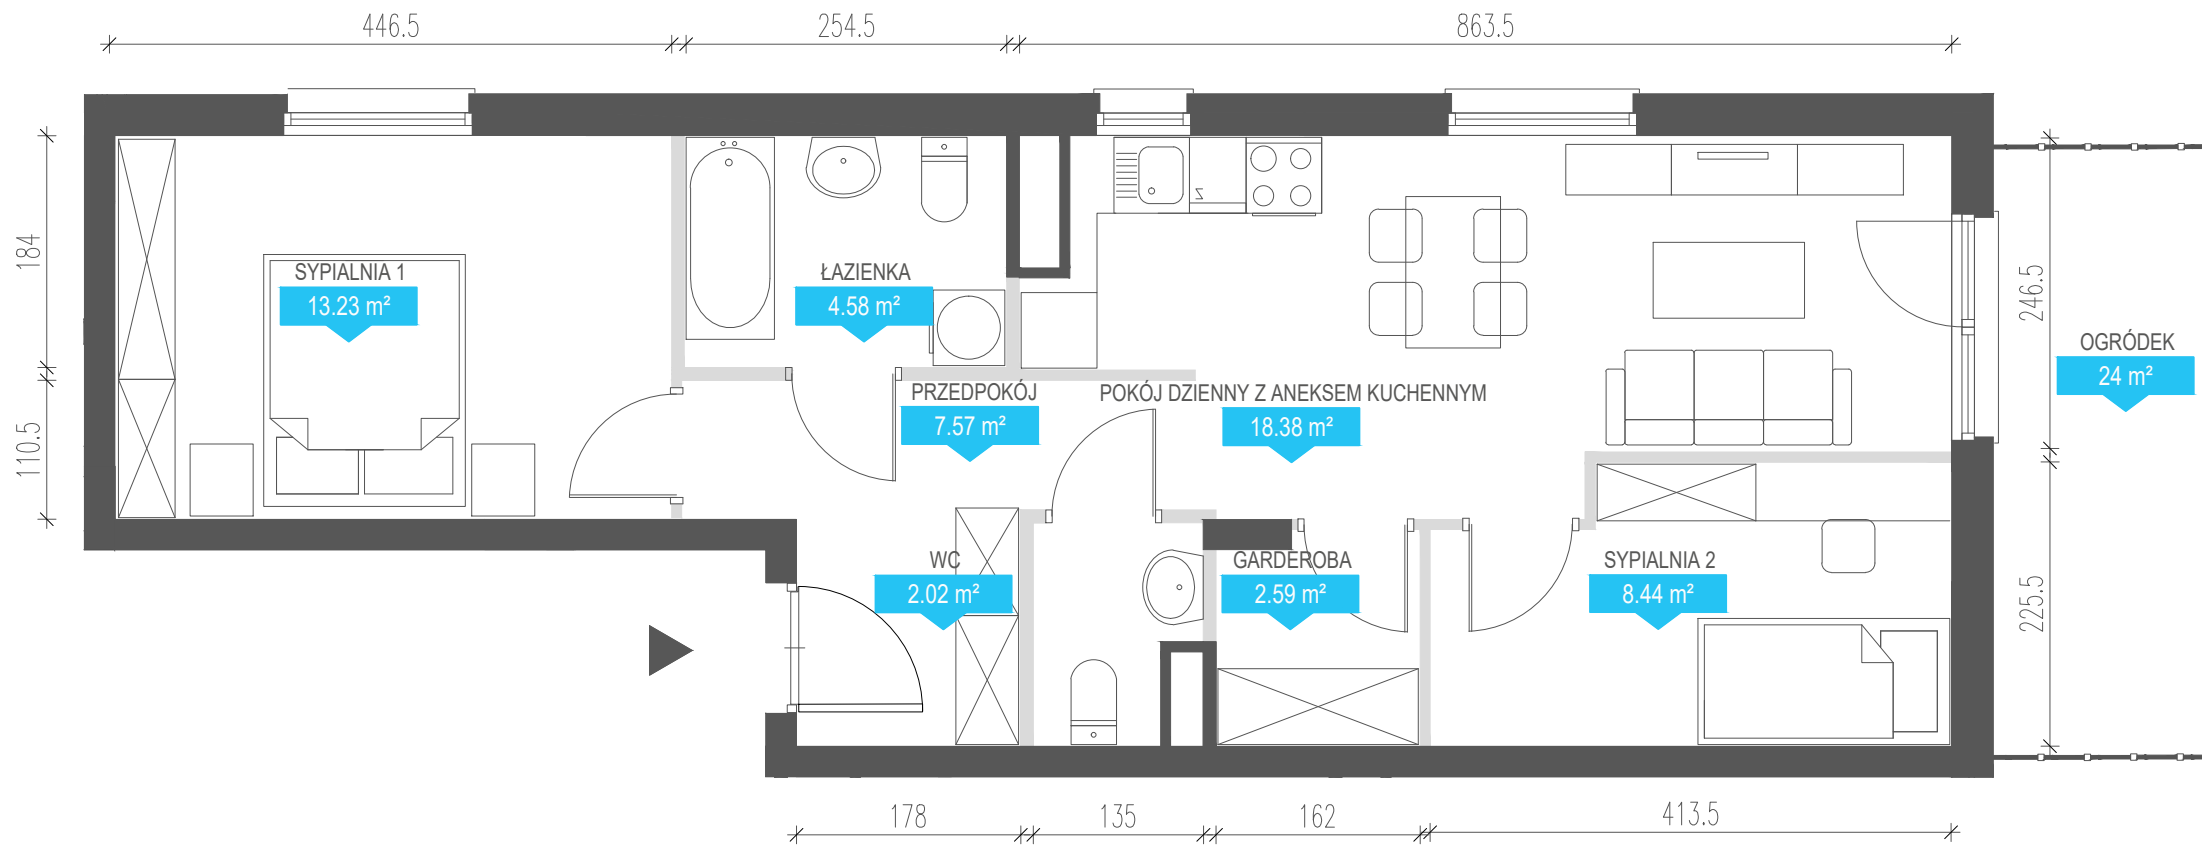 446.5
254.5
863.5
184
110.5
SYPIALNIA 1
13.23 m²
ŁAZIENKA
4.58 m²
PRZEDPOKÓJ
7.57 m²
POKÓJ DZIENNY Z ANEKSEM KUCHENNYM
18.38 m²
246.5
OGRÓDEK
24 m²
WC
2.02 m²
GARDEROBA
2.59 m²
SYPIALNIA 2
8.44 m²
225.5
178
135
162
413.5